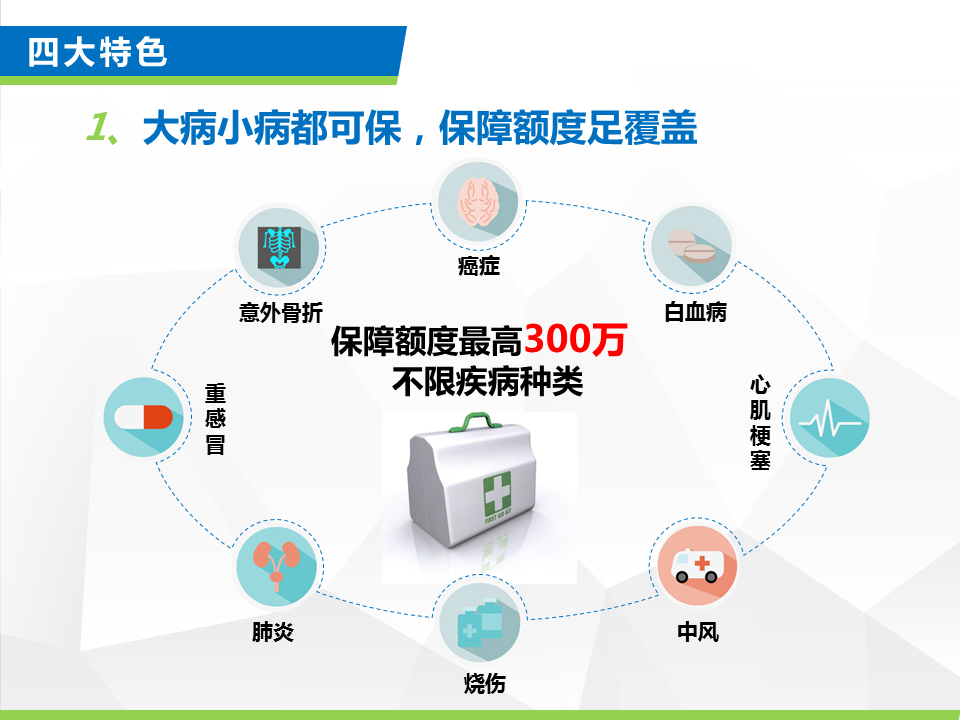 四大特色
1、大病小病都可保，保障额度足覆盖
癌症
意外骨折
白血病
保障额度最高300万
不限疾病种类
重感冒
心肌梗塞
FIRST AID KIT
肺炎
中风
烧伤